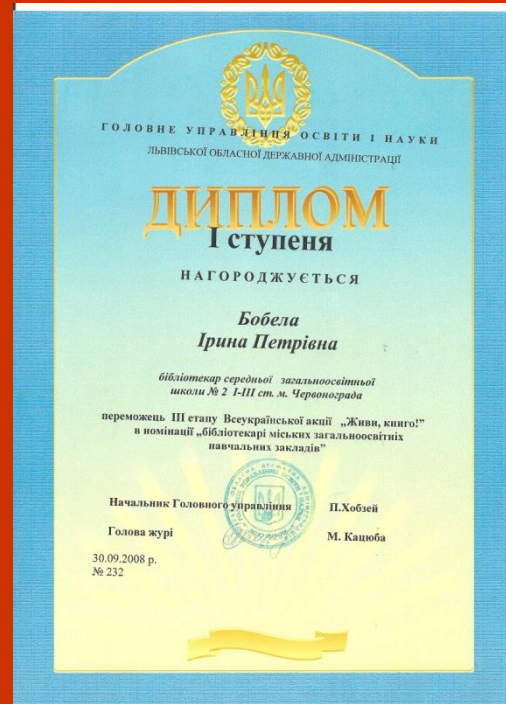 ГОЛОВНЕ УПРАВЛІННЯ ОСВІТИ І НАУКИ
ЛЬВІВСЬКОЇ ОБЛАСНОЇ ДЕРЖАВНОЇ АДМІНІСТРАЦІЇ
ДИПЛОМ
І ступеня
НАГОРОДЖУЄТЬСЯ
Бобела
Ірина Петрівна
бібліотекар середньої загальноосвітньої
школи № 2 І-ІІІ ст. м. Червонограда
переможець ІІІ етапу Всеукраїнської акції „Живи, книго!”
в номінації „бібліотекарі міських загальноосвітніх
навчальних закладів”
Начальник Головного управління П.Хобзей
Голова журі М. Кацюба
30.09.2008 р.
№ 232